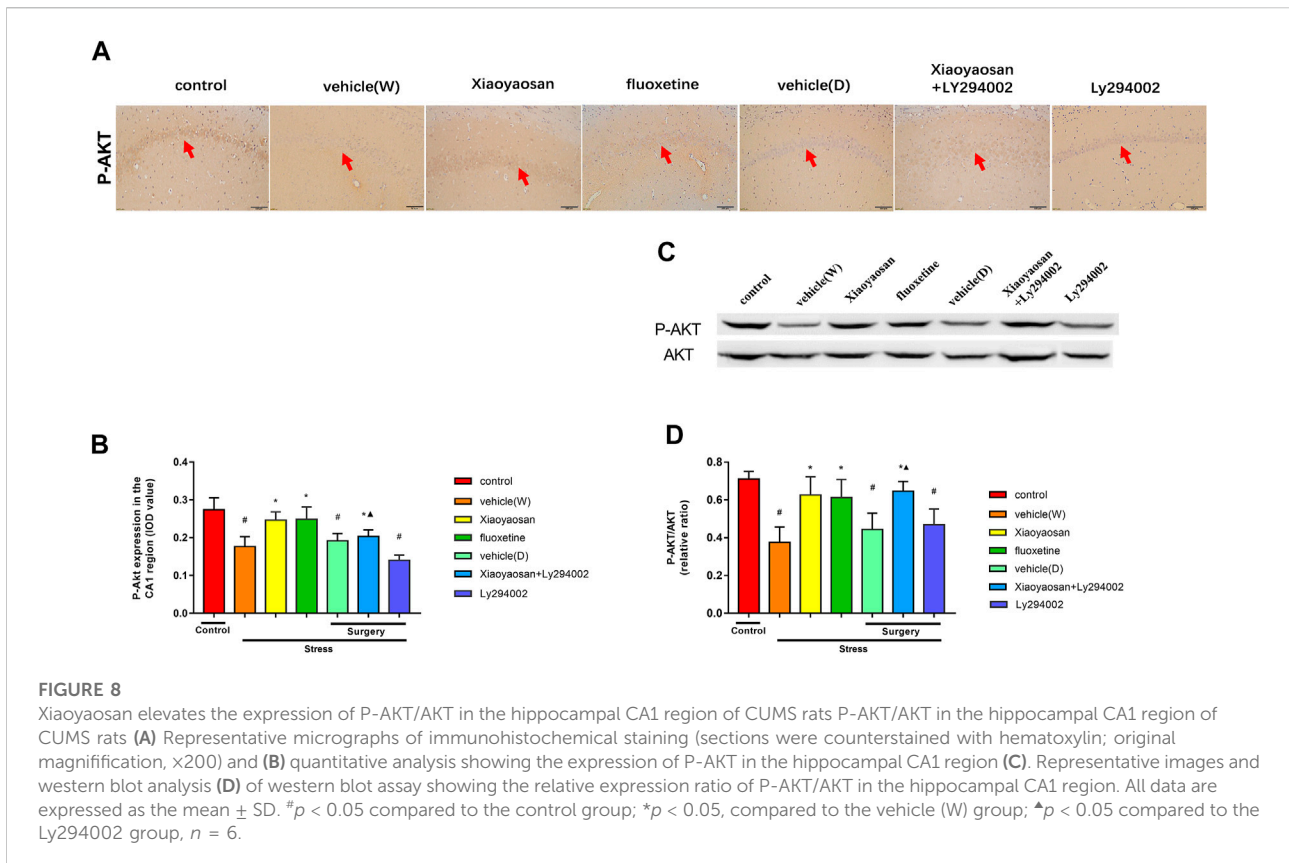 A
control
vehicle(W)
Xiaoyaosan
fluoxetine
vehicle(D)
Xiaoyaosan
+LY294002
Ly294002
P-AKT
C
control
vehicle(W)
Xiaoyaosan
fluoxetine
vehicle(D)
Xiaoyaosan
+Ly294002
Ly294002
P-AKT
AKT
B
P-Akt expression in the
CA1 region (IOD value)
0.4
0.3
0.2
0.1
0.0
#
*
*
#
*▲
#
Control
Surgery
Stress
control
vehicle(W)
Xiaoyaosan
fluoxetine
vehicle(D)
Xiaoyaosan+Ly294002
Ly294002
D
P-AKT/AKT
(relative ratio)
0.8
0.6
0.4
0.2
0.0
#
*
*
#
*▲
#
Control
Surgery
Stress
control
vehicle(W)
Xiaoyaosan
fluoxetine
vehicle(D)
Xiaoyaosan+Ly294002
Ly294002
FIGURE 8
Xiaoyaosan elevates the expression of P-AKT/AKT in the hippocampal CA1 region of CUMS rats P-AKT/AKT in the hippocampal CA1 region of
CUMS rats (A) Representative micrographs of immunohistochemical staining (sections were counterstained with hematoxylin; original
magnifification, ×200) and (B) quantitative analysis showing the expression of P-AKT in the hippocampal CA1 region (C). Representative images and
western blot analysis (D) of western blot assay showing the relative expression ratio of P-AKT/AKT in the hippocampal CA1 region. All data are
expressed as the mean ± SD. #p < 0.05 compared to the control group; *p < 0.05, compared to the vehicle (W) group; ▲p < 0.05 compared to the
Ly294002 group, n = 6.